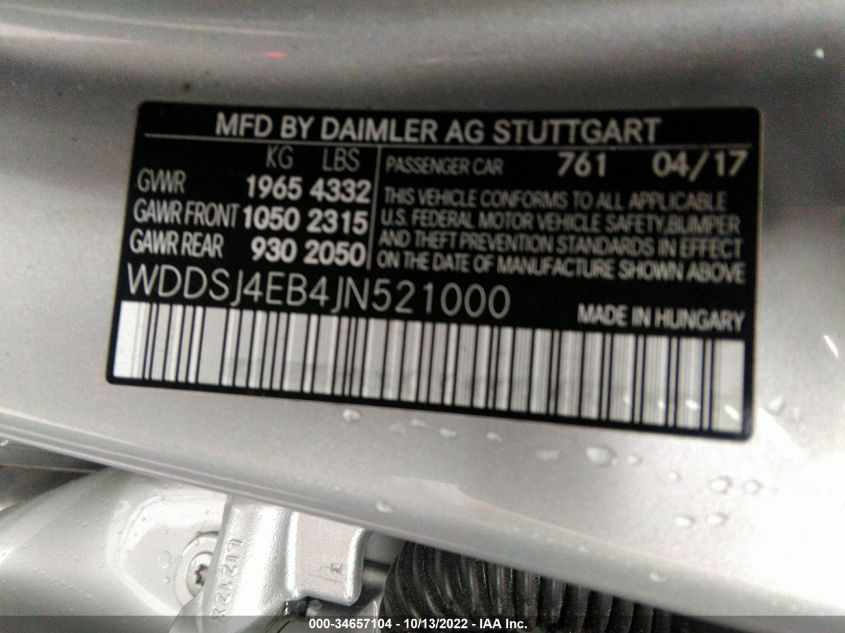 MFD BY DAIMLER AG STUTTGART
KG LBS
GVWR 1965 4332
GAWR FRONT 1050 2315
GAWR REAR 930 2050
PASSENGER CAR 761 04/17
THIS VEHICLE CONFORMS TO ALL APPLICABLE
U.S. FEDERAL MOTOR VEHICLE SAFETY,BUMPER
AND THEFT PREVENTION STANDARDS IN EFFECT
ON THE DATE OF MANUFACTURE SHOWN ABOVE
WDDSJ4EB4JN521000
MADE IN HUNGARY
000-34657104 - 10/13/2022 - IAA Inc.